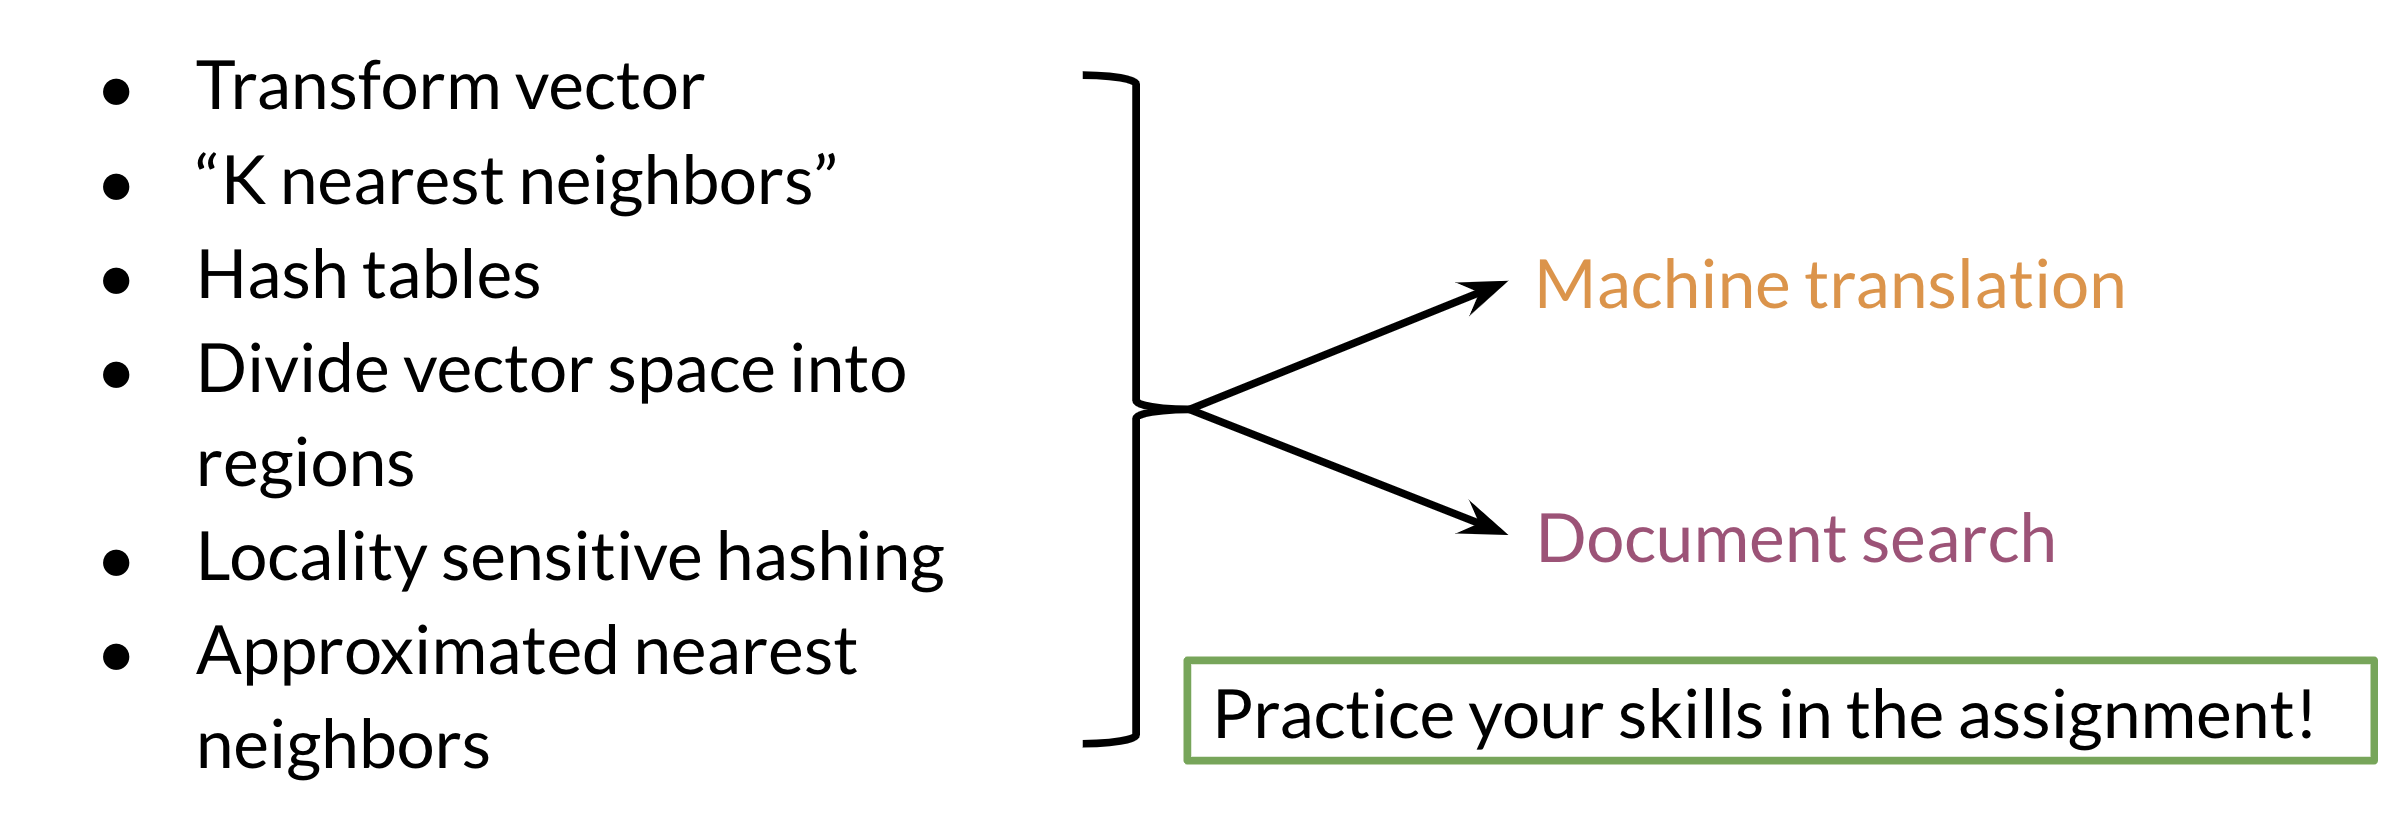 ● Transform vector
● “K nearest neighbors”
● Hash tables
● Divide vector space into
regions
● Locality sensitive hashing
● Approximated nearest
neighbors
Machine translation
Document search
Practice your skills in the assignment!